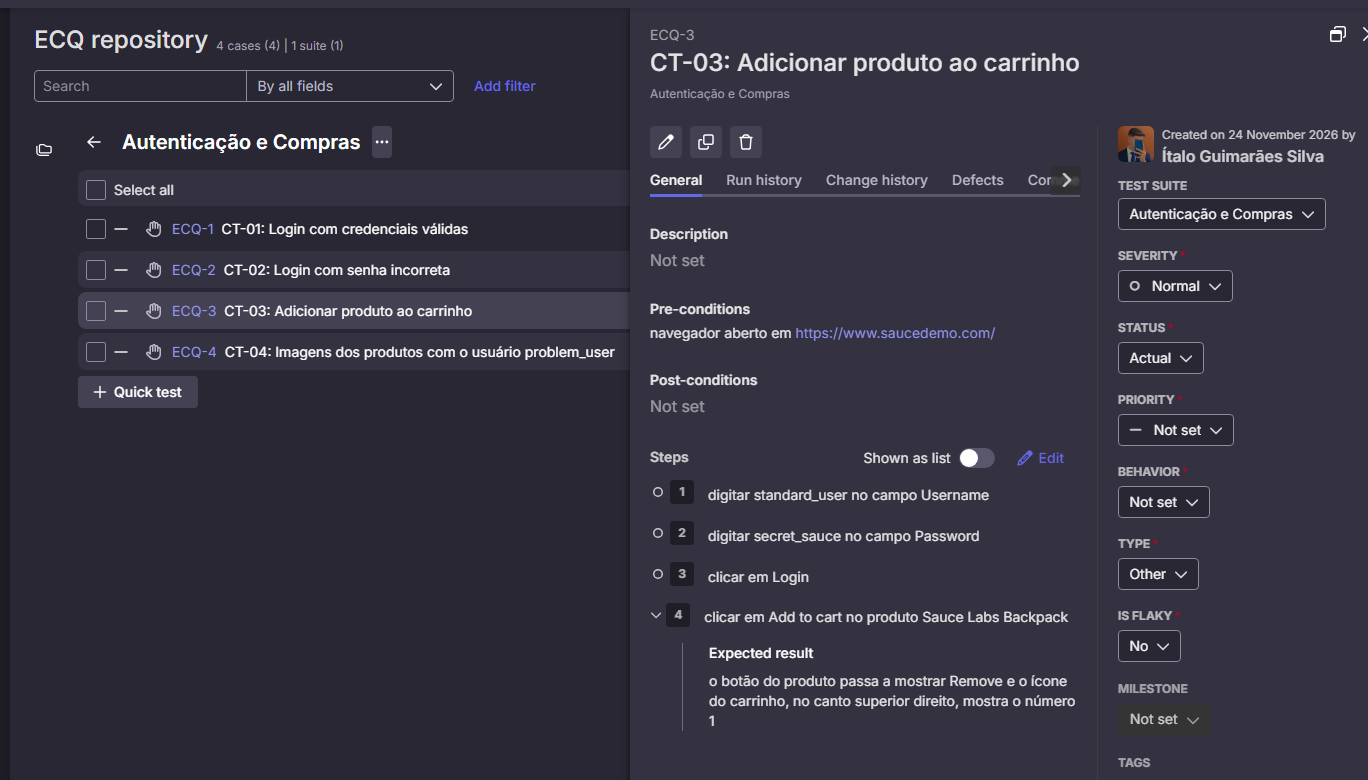 ECQ repository 4 cases (4) | 1 suite (1)
Search
By all fields
Add filter
Autenticação e Compras
Select all
ECQ-1 CT-01: Login com credenciais válidas
ECQ-2 CT-02: Login com senha incorreta
ECQ-3 CT-03: Adicionar produto ao carrinho
ECQ-4 CT-04: Imagens dos produtos com o usuário problem_user
+ Quick test
ECQ-3
CT-03: Adicionar produto ao carrinho
Autenticação e Compras
General Run history Change history Defects
Description
Not set
Pre-conditions
navegador aberto em https://www.saucedemo.com/
Post-conditions
Not set
Steps
Shown as list
Edit
1 digitar standard_user no campo Username
2 digitar secret_sauce no campo Password
3 clicar em Login
4 clicar em Add to cart no produto Sauce Labs Backpack
Expected result
o botão do produto passa a mostrar Remove e o ícone
do carrinho, no canto superior direito, mostra o número
1
Created on 24 November 2026 by
Ítalo Guimarães Silva
TEST SUITE
Autenticação e Compras
SEVERITY*
Normal
STATUS*
Actual
PRIORITY*
Not set
BEHAVIOR*
Not set
TYPE*
Other
IS FLAKY*
No
MILESTONE
Not set
TAGS